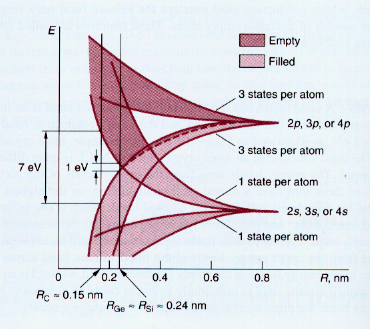 E
Empty
Filled
3 states per atom
2p, 3p, or 4p
3 states per atom
7 eV
1 eV
1 state per atom
2s, 3s, or 4s
1 state per atom
0
0.2
0.4
0.6
0.8
R, nm
R_C ≈ 0.15 nm
R_Ge ≈ R_Si ≈ 0.24 nm